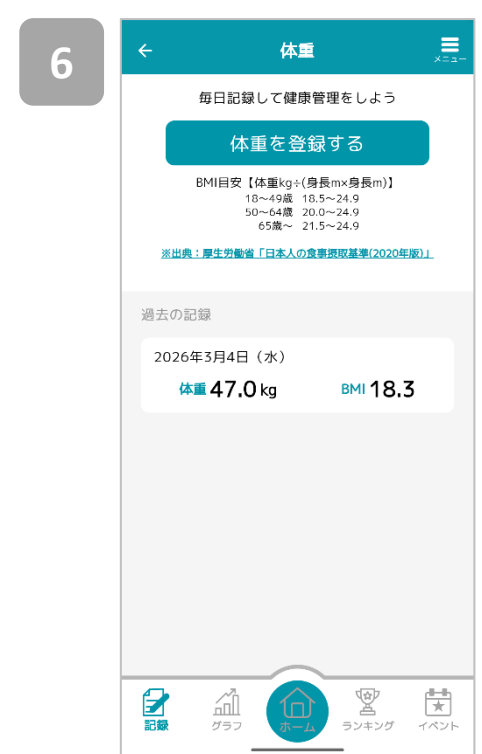 6
体重
メニュー
毎日記録して健康管理をしよう
体重を登録する
BMI目安【体重kg÷(身長m×身長m)】
18～49歳 18.5～24.9
50～64歳 20.0～24.9
65歳～ 21.5～24.9
※出典：厚生労働省「日本人の食事摂取基準(2020年版)」
過去の記録
2026年3月4日（水）
体重 47.0 kg BMI 18.3
記録 グラフ ホーム ランキング イベント